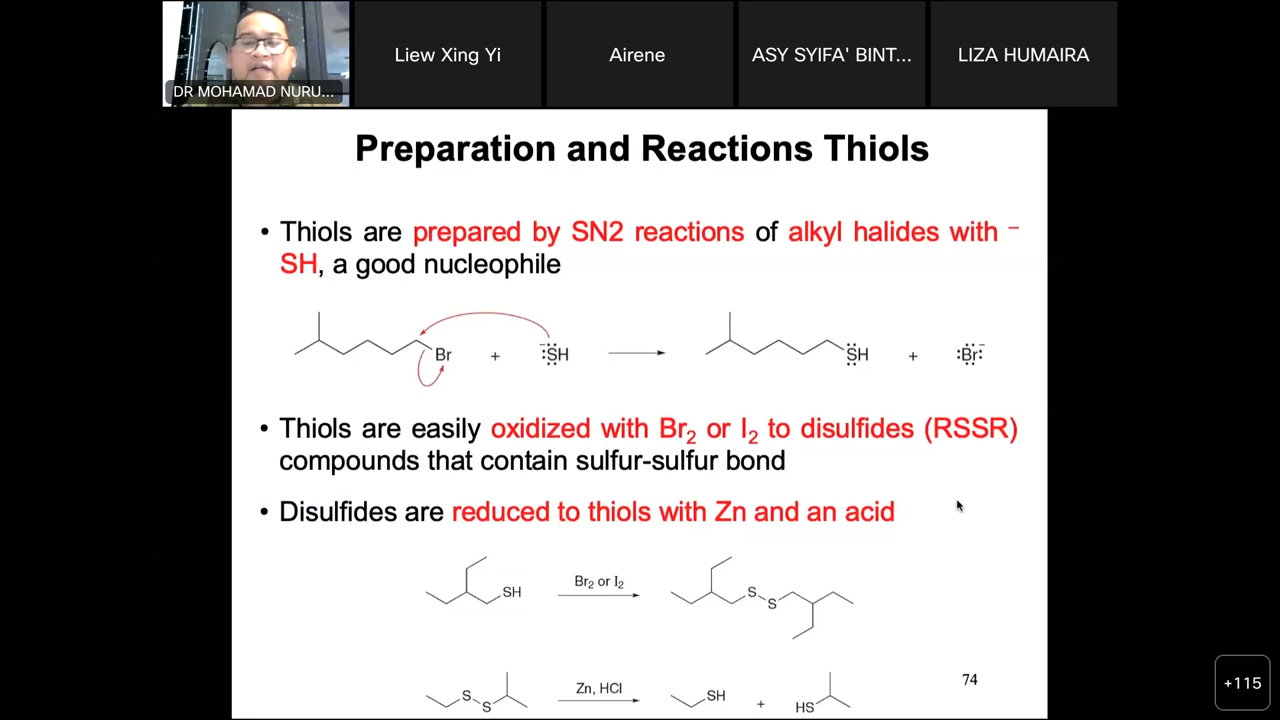 DR MOHAMAD NURU...
Liew Xing Yi
Airene
ASY SYIFA' BINT...
LIZA HUMAIRA
Preparation and Reactions Thiols
• Thiols are prepared by SN2 reactions of alkyl halides with ⁻
SH, a good nucleophile
Br + ⁻:SH SH + :Br:⁻
• Thiols are easily oxidized with Br₂ or I₂ to disulfides (RSSR)
compounds that contain sulfur-sulfur bond
• Disulfides are reduced to thiols with Zn and an acid
SH Br₂ or I₂ S S
S S Zn, HCl SH + HS
74
+115